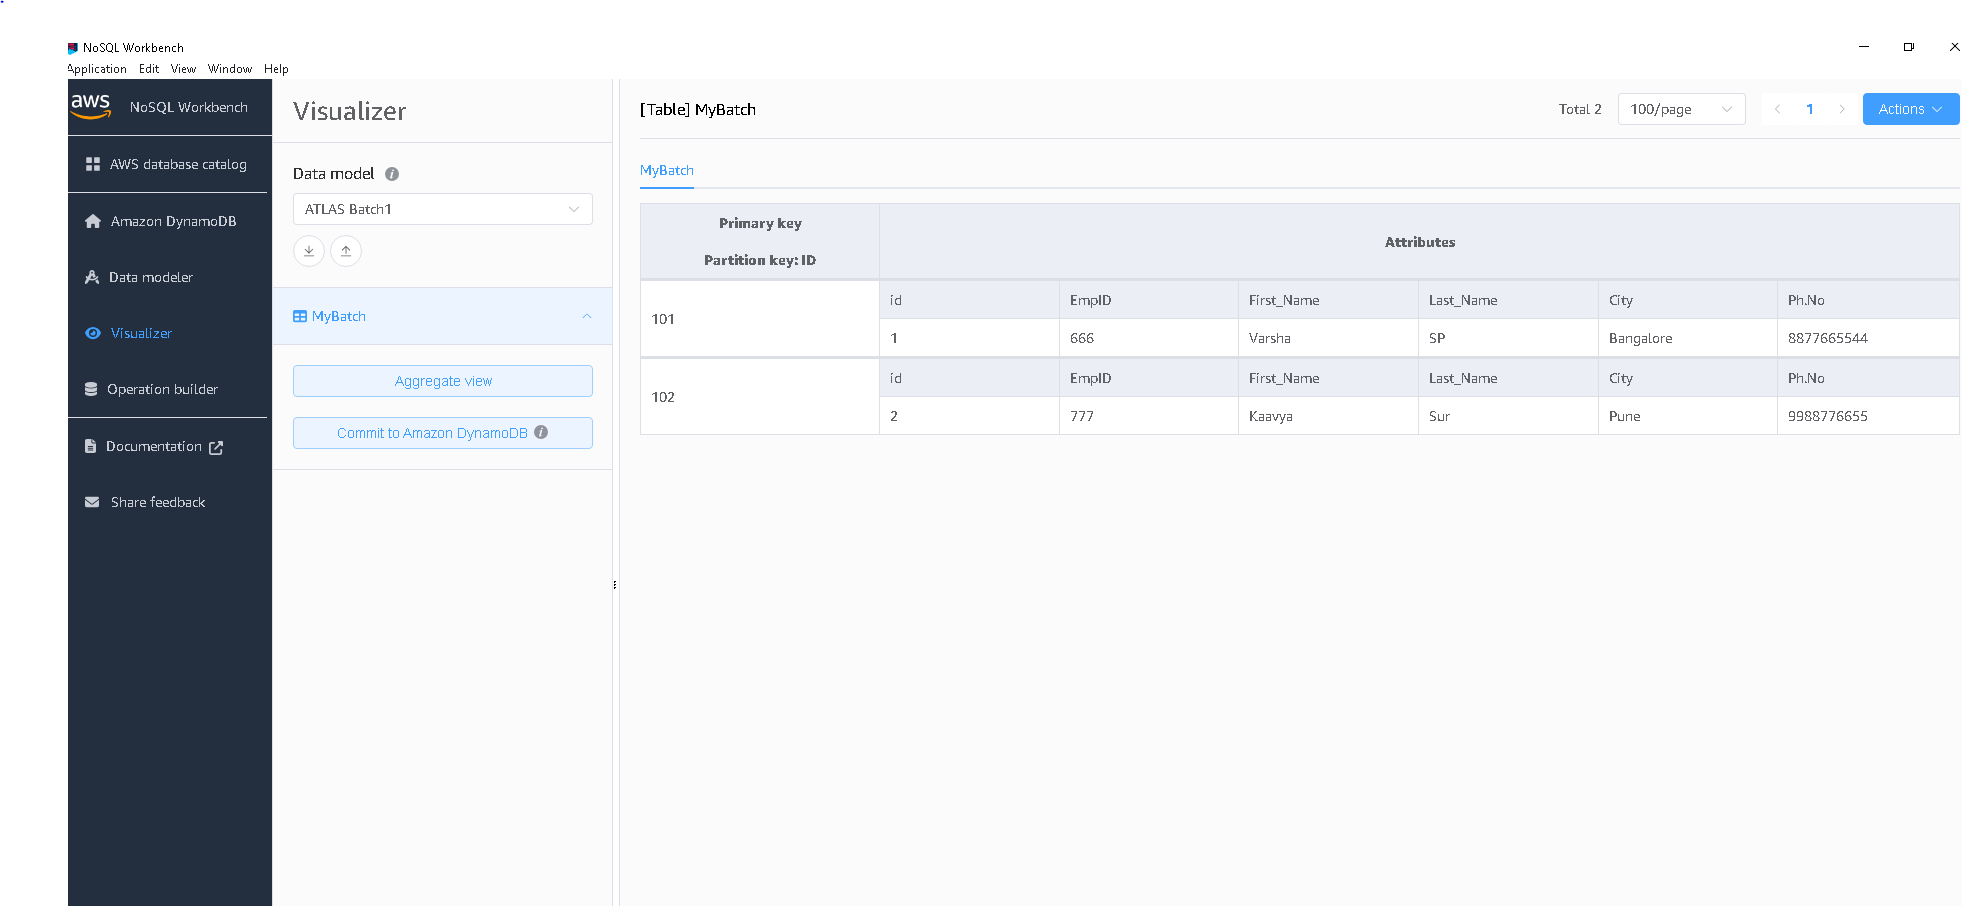 NoSQL Workbench
Application Edit View Window Help
aws NoSQL Workbench
AWS database catalog
Amazon DynamoDB
Data modeler
Visualizer
Operation builder
Documentation
Share feedback
Visualizer
Data model
ATLAS Batch1
MyBatch
Aggregate view
Commit to Amazon DynamoDB
[Table] MyBatch
Total 2 100/page 1 Actions
MyBatch
Primary key
Partition key: ID
Attributes
101
id EmpID First_Name Last_Name City Ph.No
1 666 Varsha SP Bangalore 8877665544
102
id EmpID First_Name Last_Name City Ph.No
2 777 Kaavya Sur Pune 9988776655